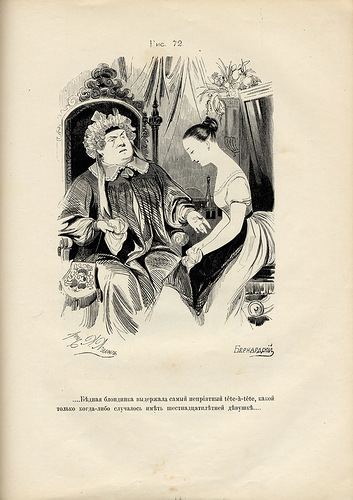 Рис. 72
Бернардскій
....Бѣдная блондинка выдержала самый непріятный tête-à-tête, какой
только когда-либо случалось имѣть шестнадцатилѣтней дѣвушкѣ....